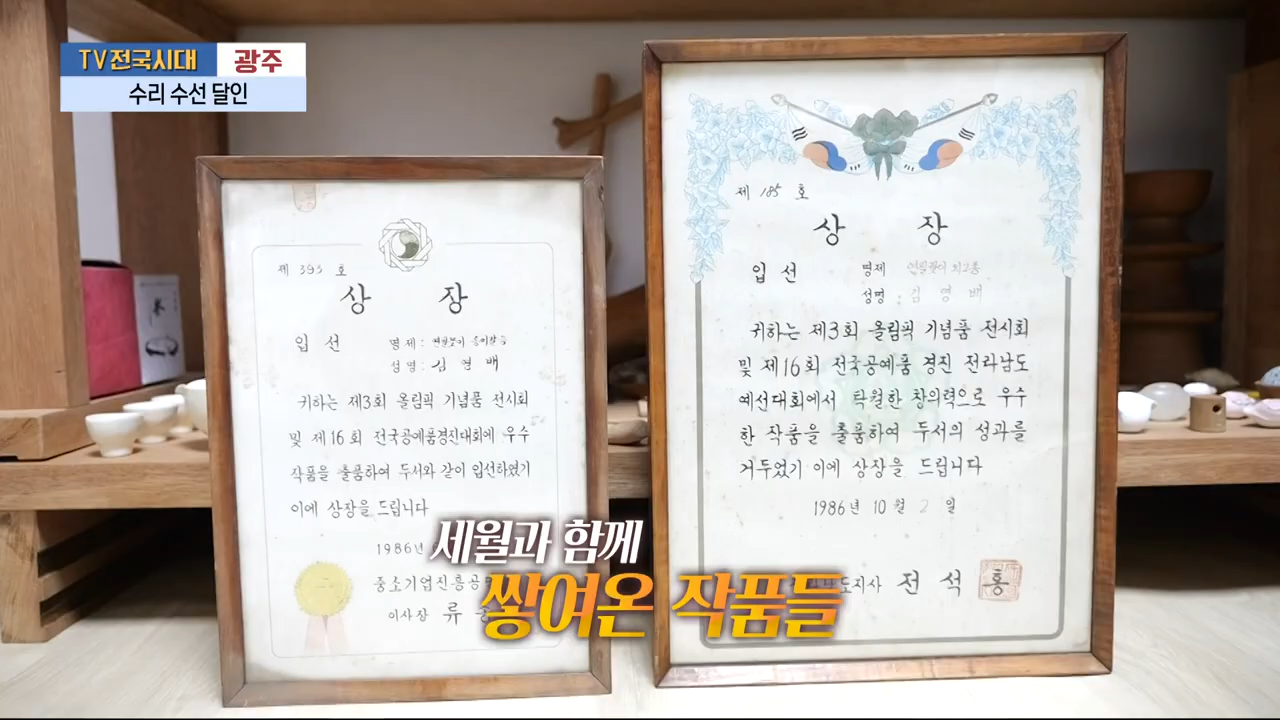 TV전국시대 광주
수리 수선 달인
제 393 호
상 장
입 선
명 제 :
성 명 : 김 영 배
귀하는 제3회 올림픽 기념품 전시회
및 제16회 전국공예품경진대회에 우수
작품을 출품하여 두서와 같이 입선하였기
이에 상장을 드립니다
1986년
중소기업진흥공
이사장 류
제 185 호
상 장
입 선
명제
성명 : 김 영 배
귀하는 제3회 올림픽 기념품 전시회
및 제16회 전국공예품 경진 전라남도
예선대회에서 탁월한 창의력으로 우수
한 작품을 출품하여 두서의 성과를
거두었기 이에 상장을 드립니다
1986년 10월 2일
도지사 전 석 홍
세월과 함께
쌓여온 작품들